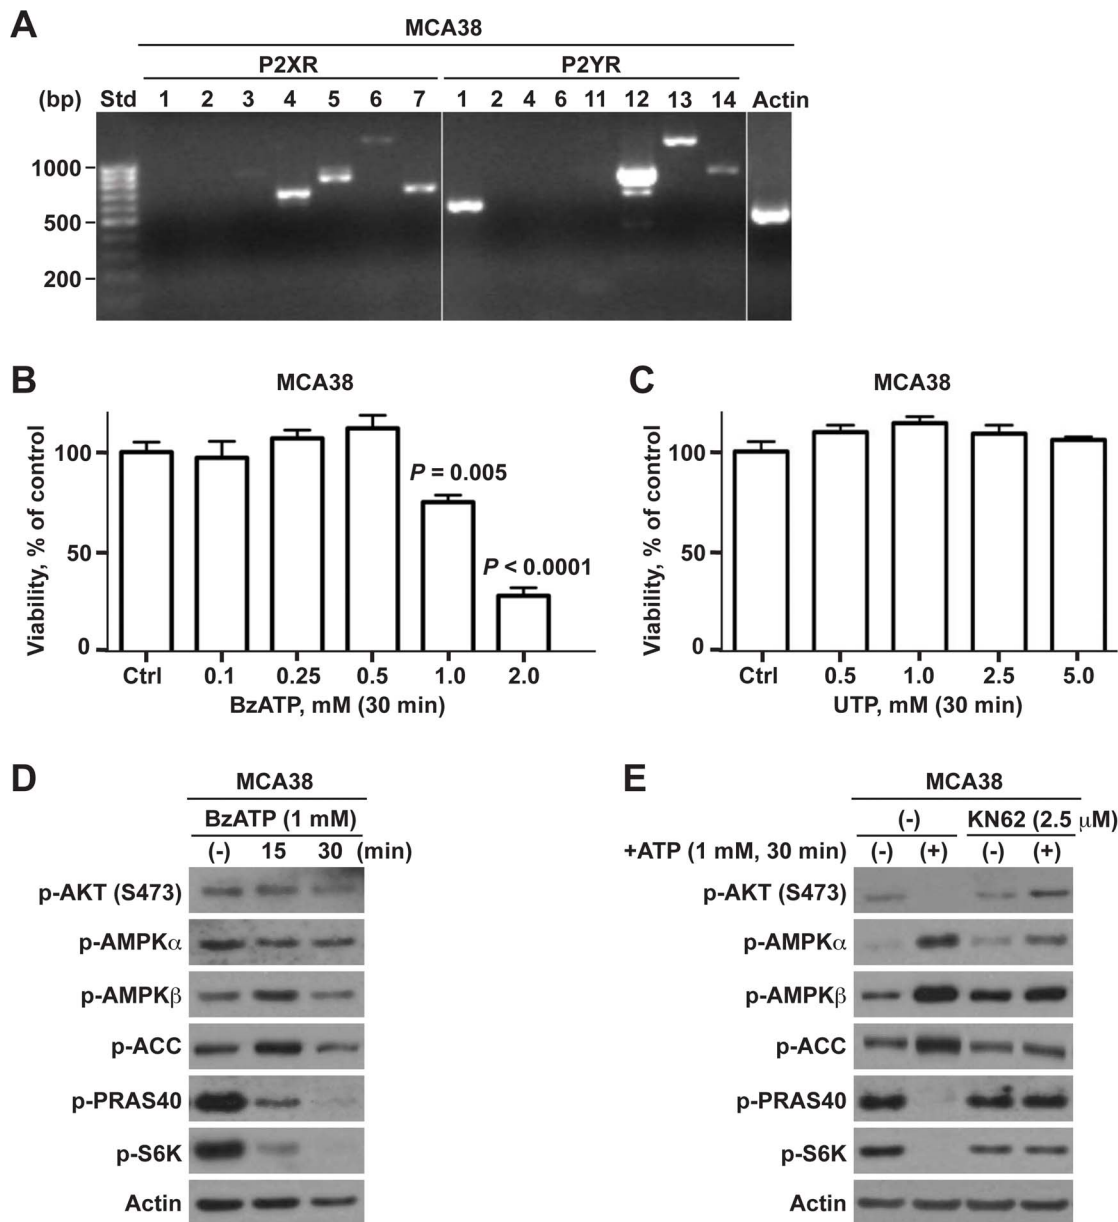 A
MCA38
P2XR P2YR
(bp) Std 1 2 3 4 5 6 7 1 2 4 6 11 12 13 14 Actin
1000
500
200
B
MCA38
Viability, % of control
100
50
0
P = 0.005
P < 0.0001
Ctrl 0.1 0.25 0.5 1.0 2.0
BzATP, mM (30 min)
C
MCA38
Viability, % of control
100
50
0
Ctrl 0.5 1.0 2.5 5.0
UTP, mM (30 min)
D
MCA38
BzATP (1 mM)
(-) 15 30 (min)
p-AKT (S473)
p-AMPKα
p-AMPKβ
p-ACC
p-PRAS40
p-S6K
Actin
E
MCA38
(-) KN62 (2.5 μM)
+ATP (1 mM, 30 min) (-) (+) (-) (+)
p-AKT (S473)
p-AMPKα
p-AMPKβ
p-ACC
p-PRAS40
p-S6K
Actin